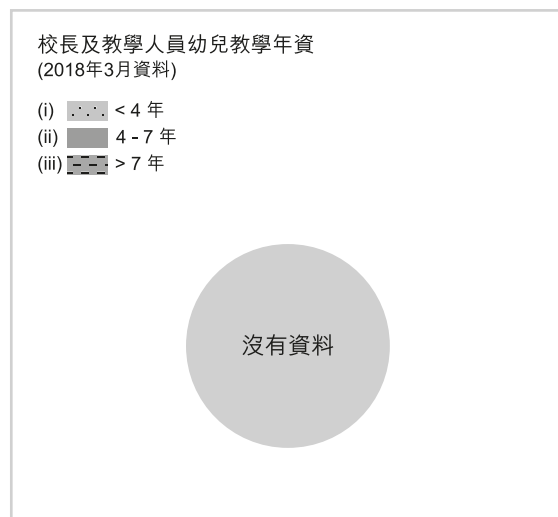 校長及教學人員幼兒教學年資
(2018年3月資料)
(i) < 4 年
(ii) 4 - 7 年
(iii) > 7 年
沒有資料